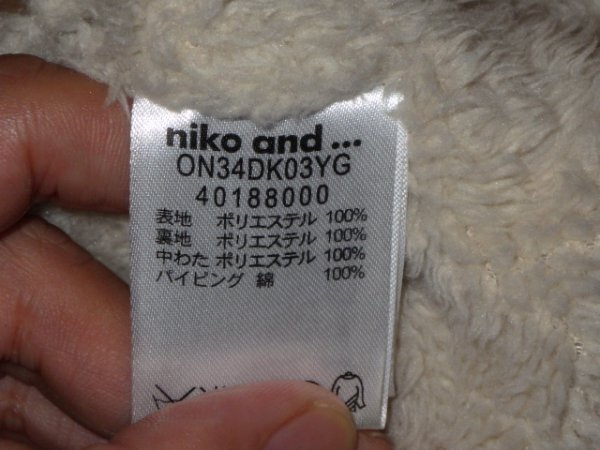 niko and ...
ON34DK03YG
40188000
表地 ポリエステル 100%
裏地 ポリエステル 100%
中わた ポリエステル 100%
パイピング 綿 100%